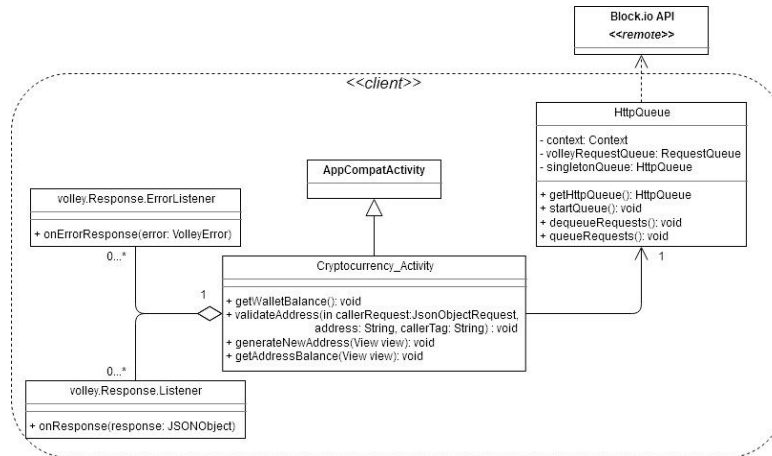 Block.io API
<<remote>>
<<client>>
HttpQueue
- context: Context
- volleyRequestQueue: RequestQueue
- singletonQueue: HttpQueue
+ getHttpQueue(): HttpQueue
+ startQueue(): void
+ dequeueRequests(): void
+ queueRequests(): void
AppCompatActivity
volley.Response.ErrorListener
+ onErrorResponse(error: VolleyError)
0...*
1
1
Cryptocurrency_Activity
+ getWalletBalance(): void
+ validateAddress(in callerRequest:JsonObjectRequest,
address: String, callerTag: String) : void
+ generateNewAddress(View view): void
+ getAddressBalance(View view): void
0...*
volley.Response.Listener
+ onResponse(response: JSONObject)